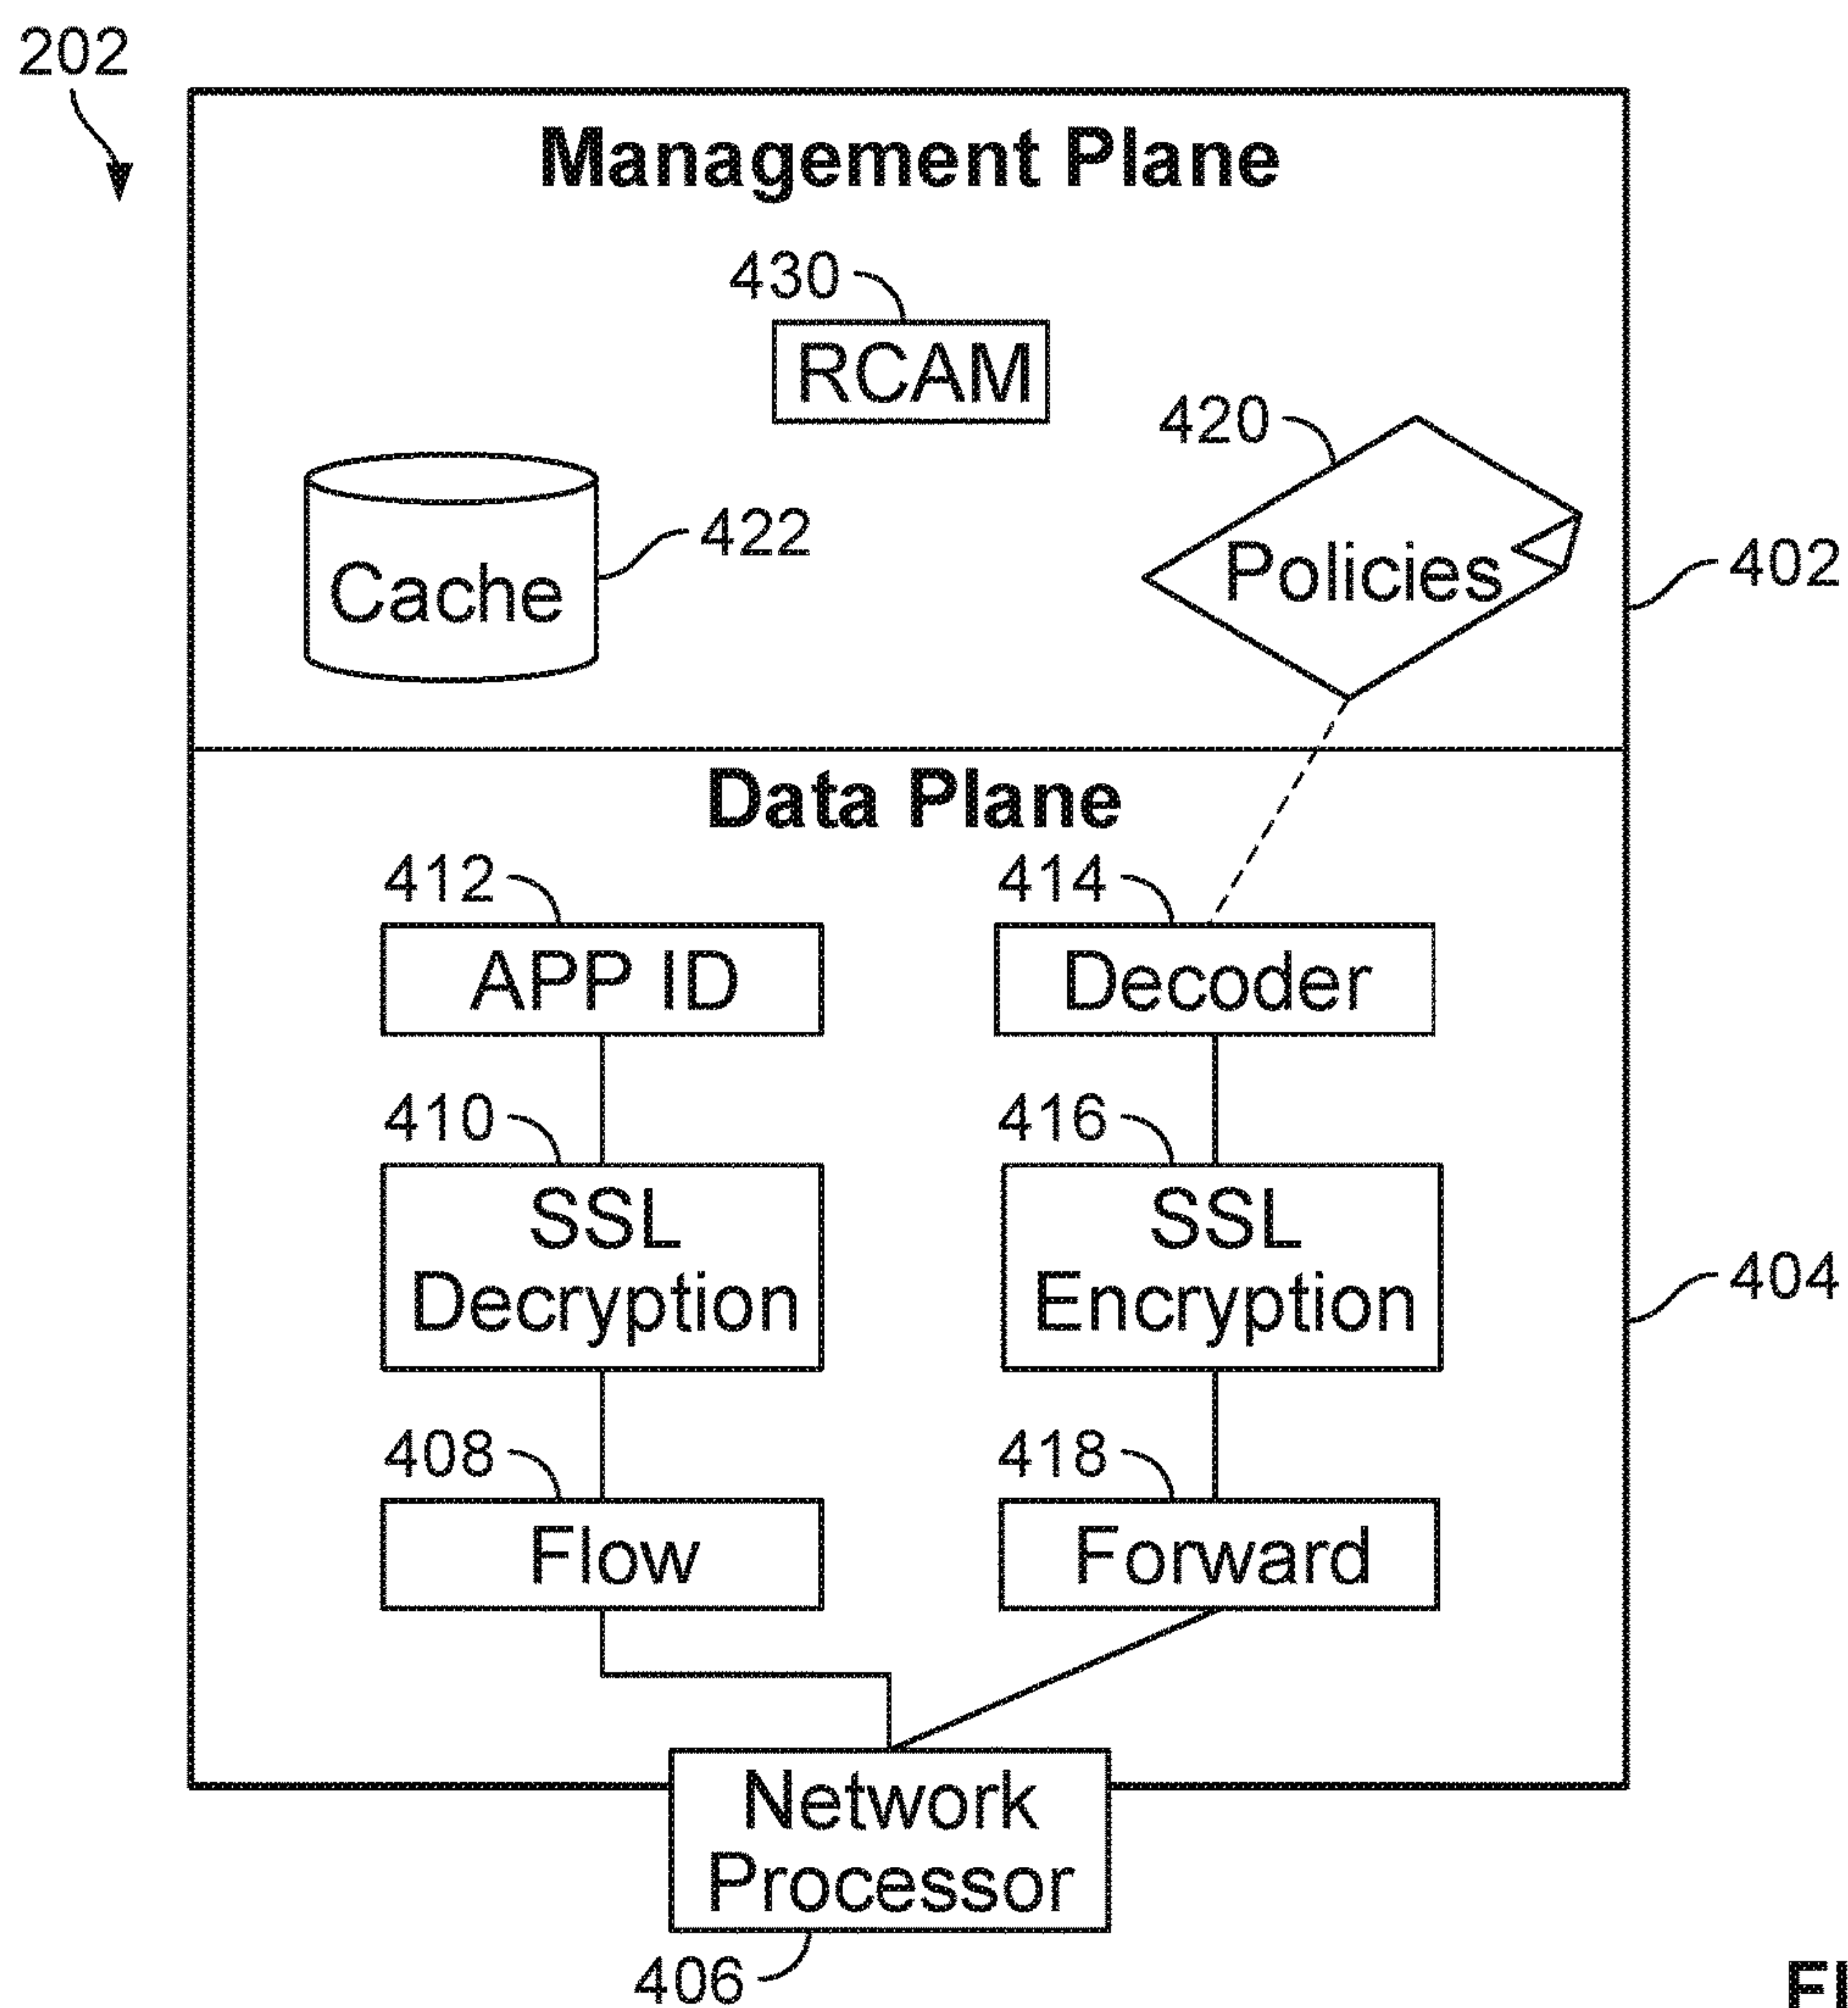 202
Management Plane
430
RCAM
420
422
Policies
402
Cache
Data Plane
412
414
APP ID
Decoder
410
416
SSL
Decryption
SSL
Encryption
404
408
418
Flow
Forward
Network
Processor
406